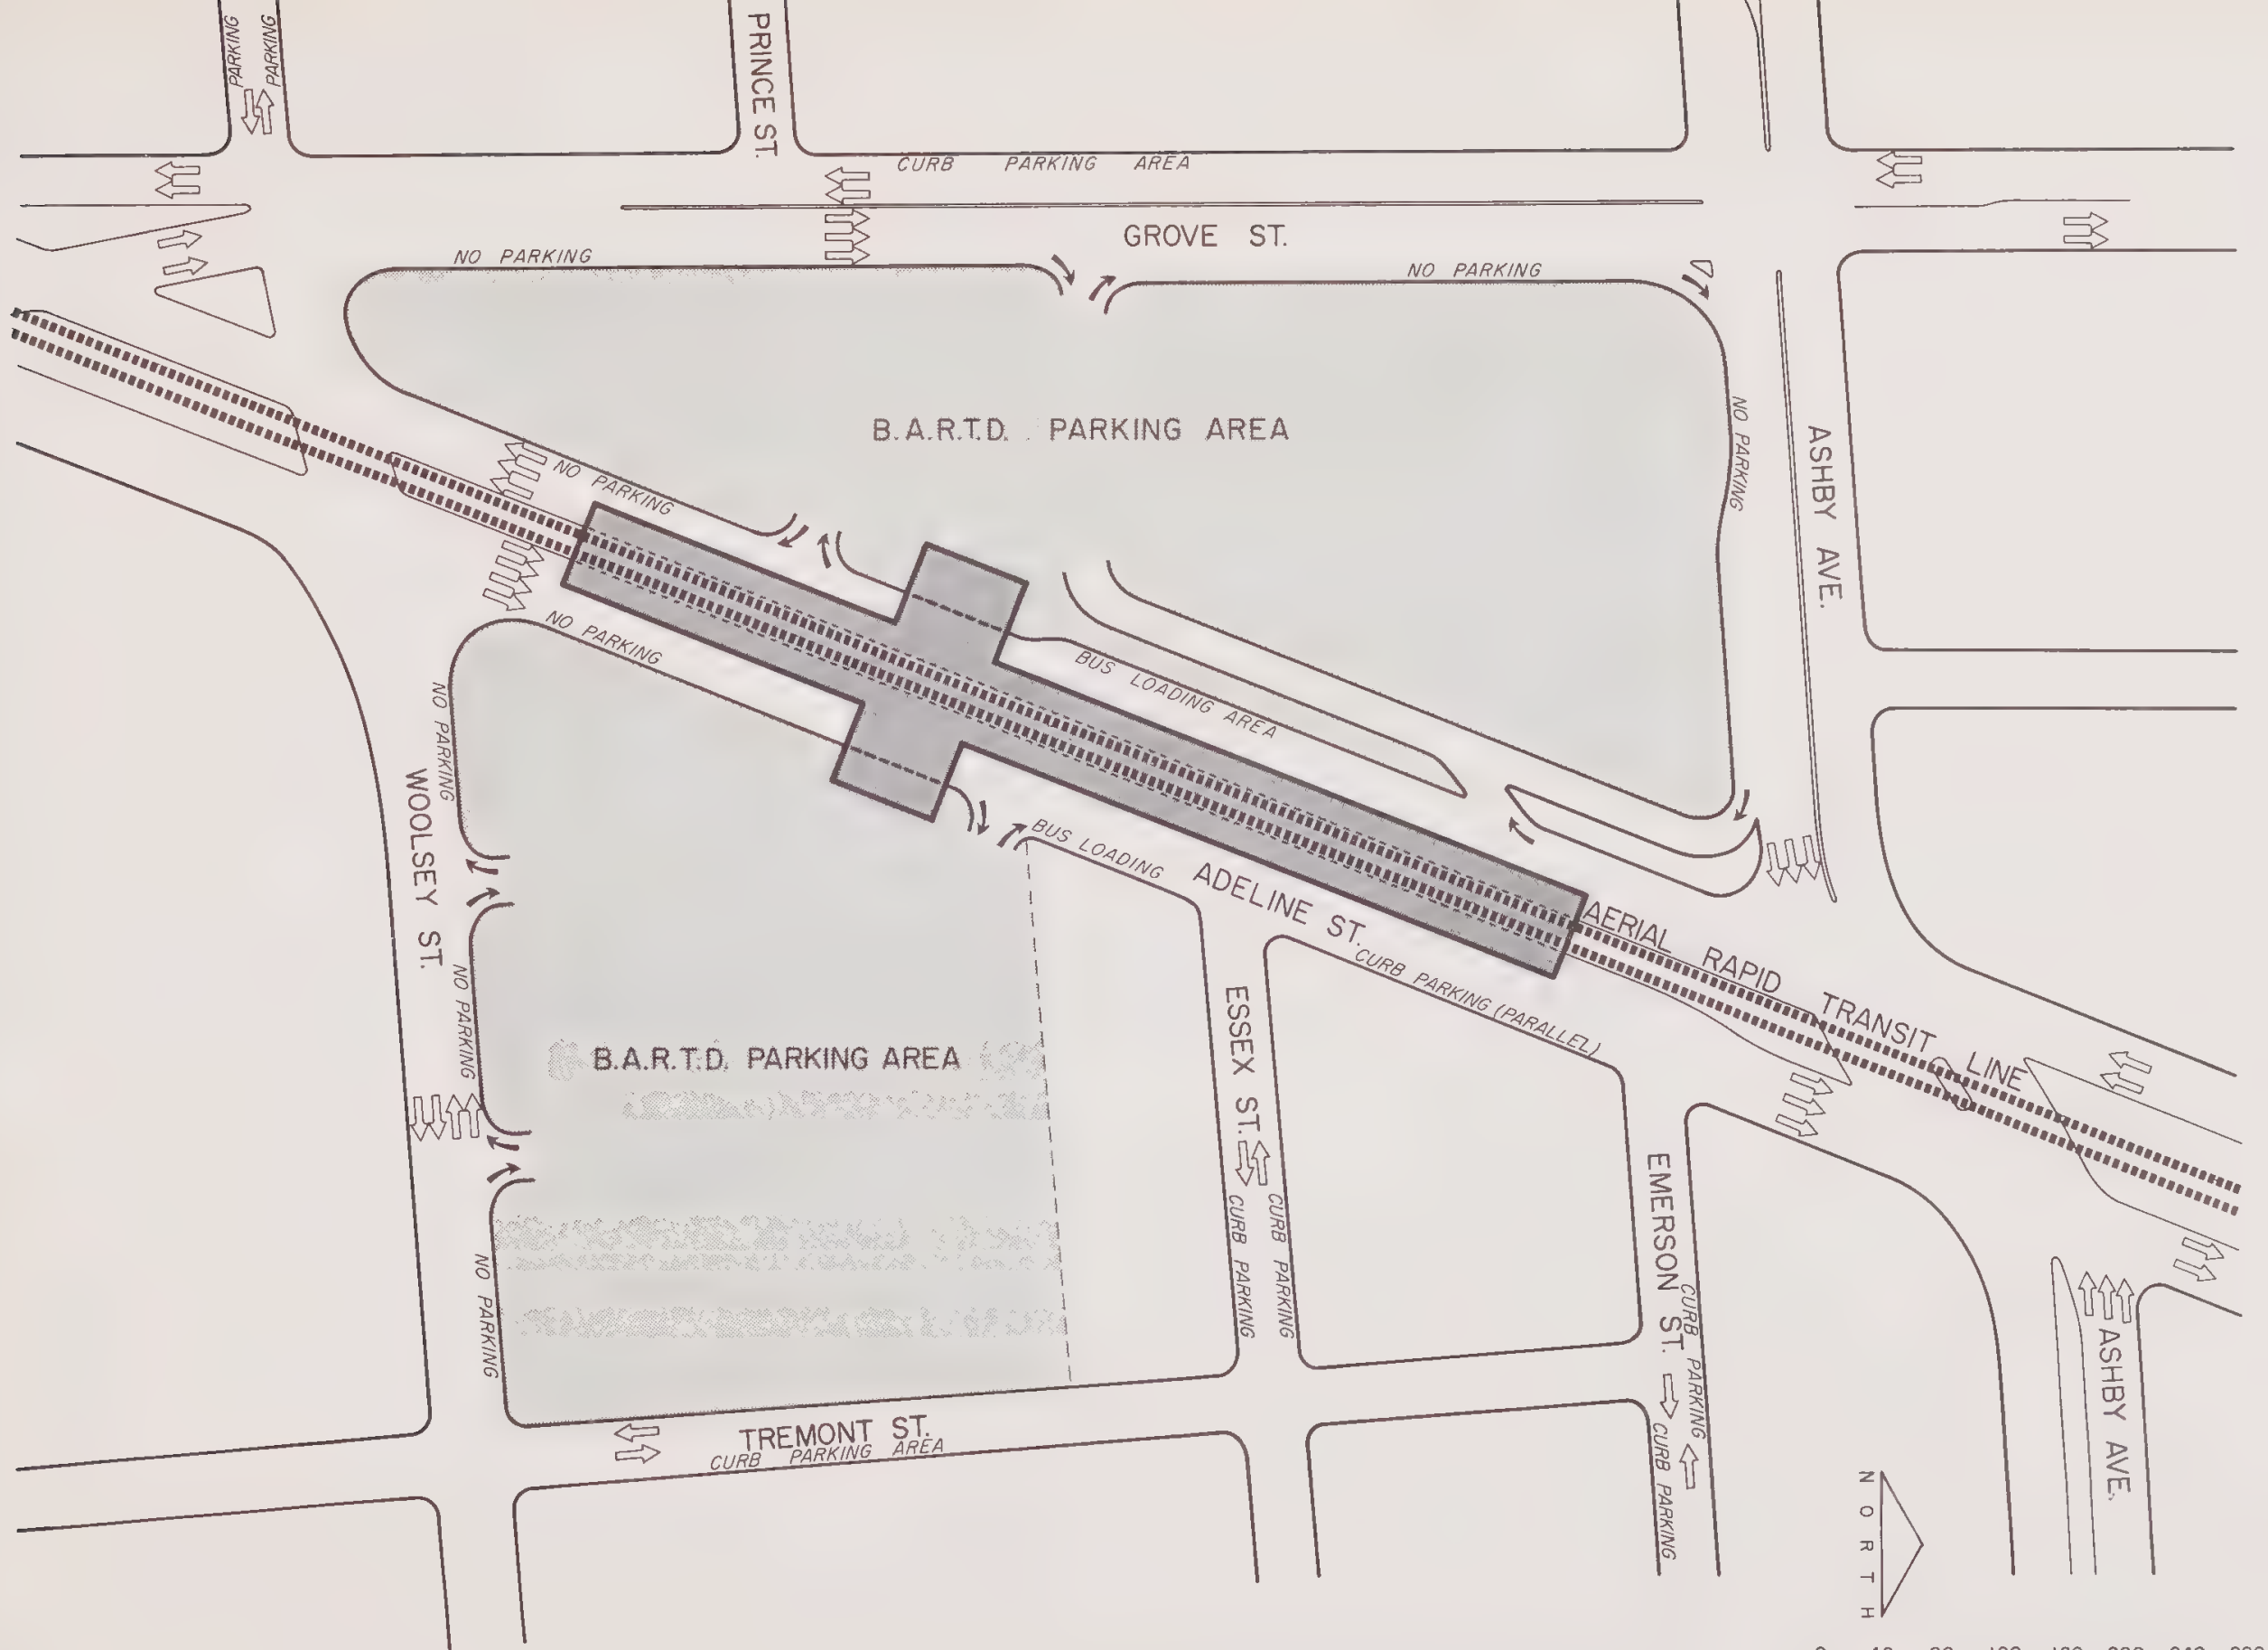 PARKING
PARKING
PRINCE ST.
CURB PARKING AREA
GROVE ST.
NO PARKING
NO PARKING
B.A.R.T.D. PARKING AREA
NO PARKING
ASHBY AVE.
NO PARKING
NO PARKING
BUS LOADING AREA
NO PARKING
WOOLSEY ST.
BUS LOADING
ADELINE ST.
CURB PARKING (PARALLEL)
AERIAL RAPID TRANSIT LINE
NO PARKING
B.A.R.T.D. PARKING AREA
ESSEX ST.
CURB PARKING
CURB PARKING
EMERSON ST.
CURB PARKING
CURB PARKING
NO PARKING
ASHBY AVE.
TREMONT ST.
CURB PARKING AREA
NORTH